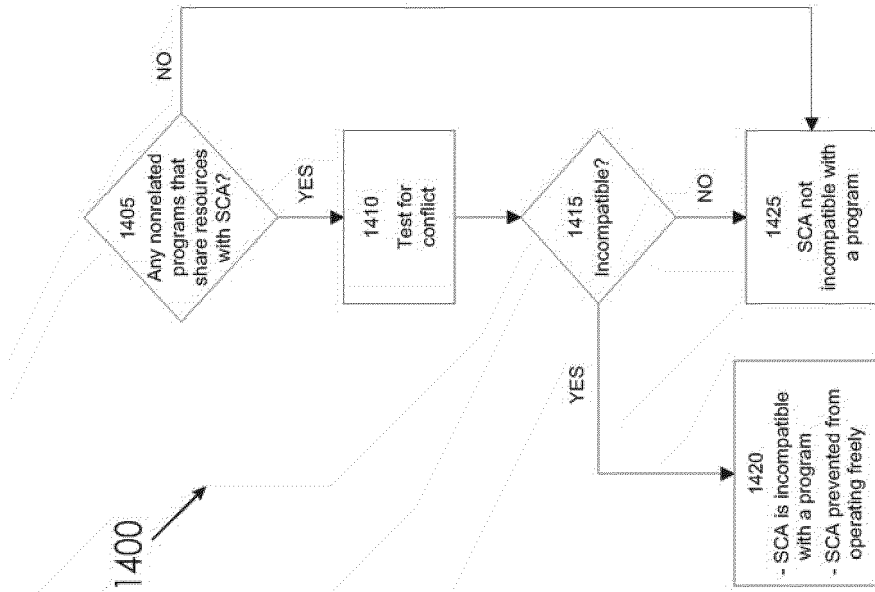 1400
1405
Any nonrelated
programs that
share resources
with SCA?
NO
YES
1410
Test for
conflict
1415
Incompatible?
YES
NO
1420
- SCA is incompatible
with a program
- SCA prevented from
operating freely
1425
SCA not
incompatible with
a program